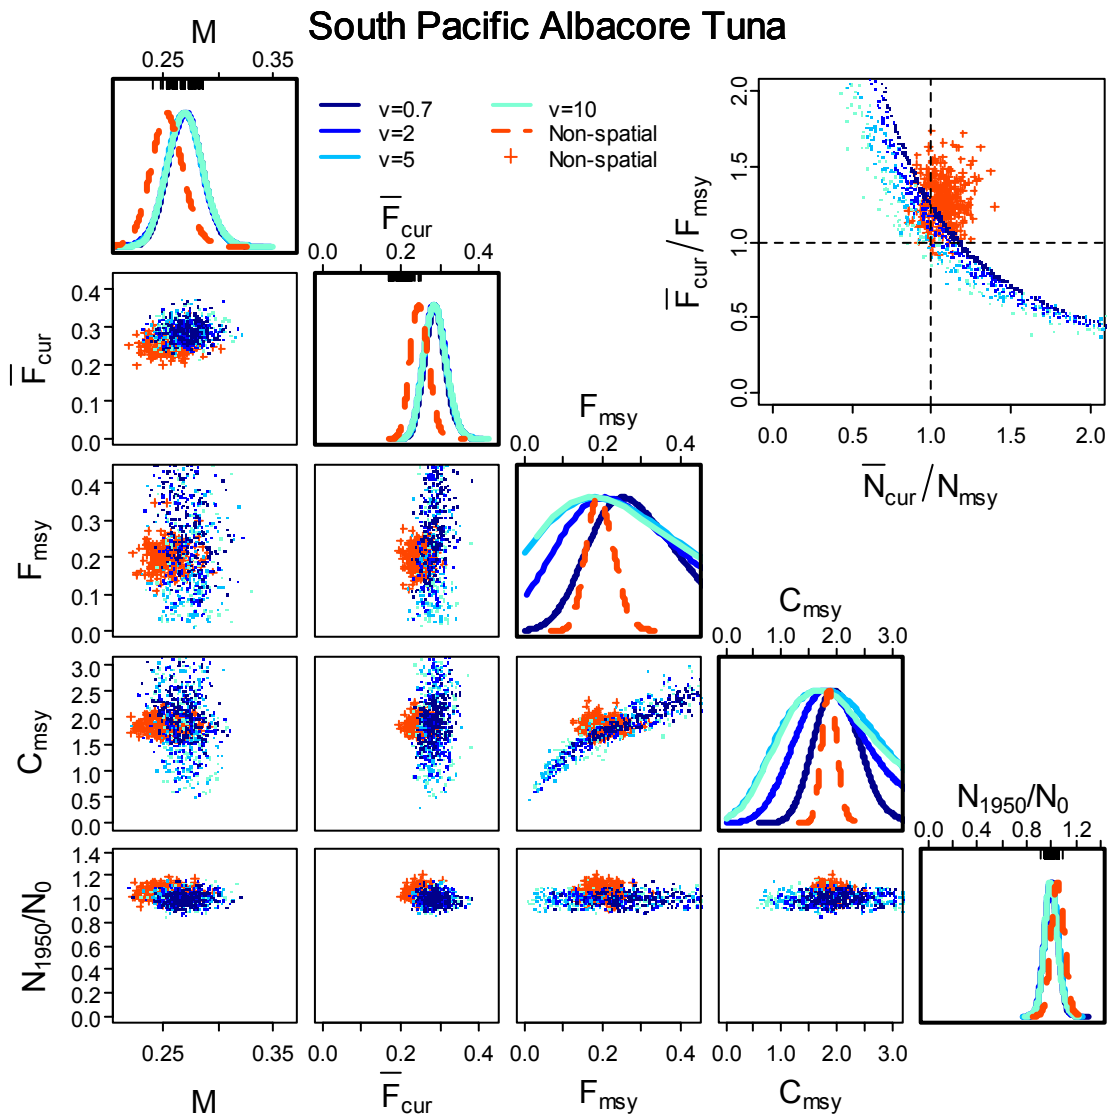 South Pacific Albacore Tuna
M
0.25 0.35
v=0.7
v=2
v=5
v=10
Non-spatial
Non-spatial
F̅cur
0.0 0.2 0.4
F̅cur
0.4
0.3
0.2
0.1
0.0
F̅cur / Fmsy
2.0
1.5
1.0
0.5
0.0
0.0 0.5 1.0 1.5 2.0
N̅cur / Nmsy
Fmsy
0.0 0.2 0.4
Fmsy
0.4
0.3
0.2
0.1
0.0
Cmsy
0.0 1.0 2.0 3.0
Cmsy
3.0
2.5
2.0
1.5
1.0
0.5
0.0
N1950/N0
0.0 0.4 0.8 1.2
N1950/N0
1.4
1.2
1.0
0.8
0.6
0.4
0.2
0.0
0.25 0.35
0.0 0.2 0.4
0.0 0.2 0.4
0.0 1.0 2.0 3.0
M
F̅cur
Fmsy
Cmsy